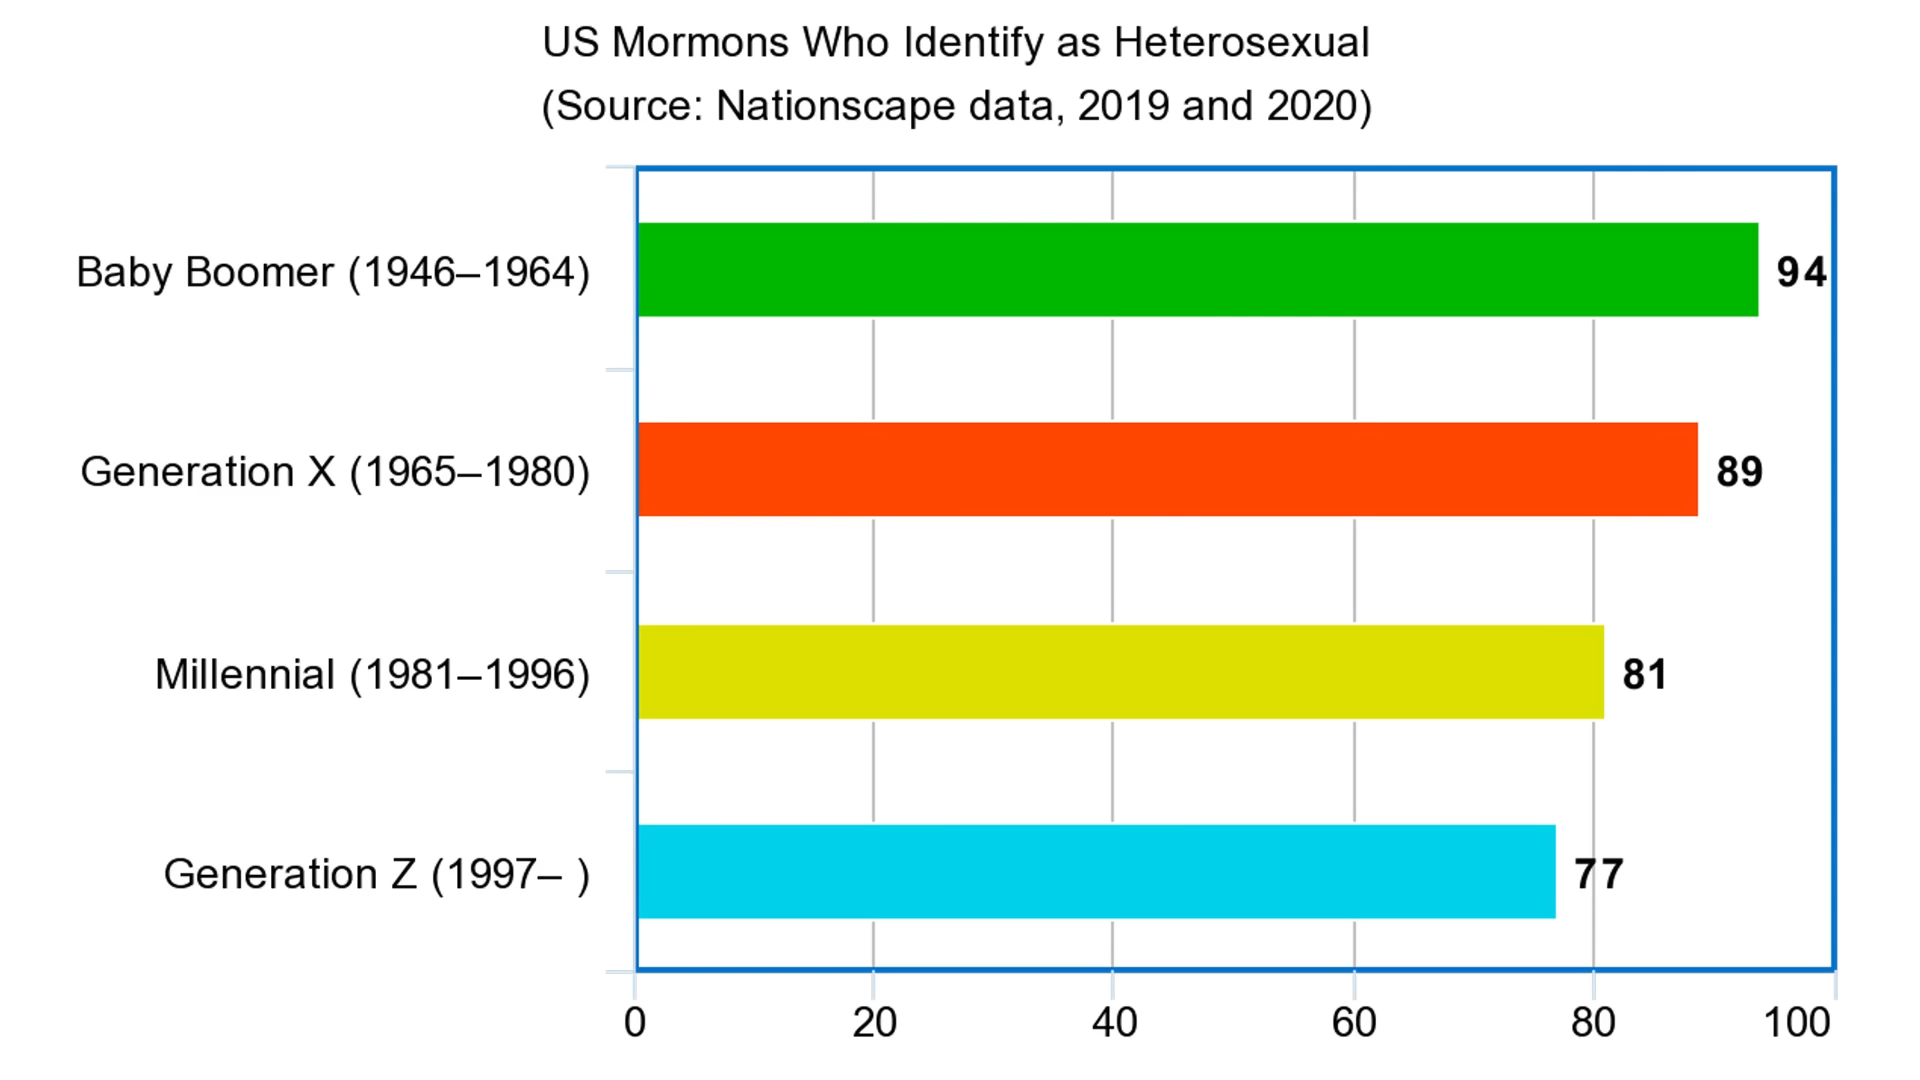 US Mormons Who Identify as Heterosexual
(Source: Nationscape data, 2019 and 2020)
Baby Boomer (1946–1964)
94
Generation X (1965–1980)
89
Millennial (1981–1996)
81
Generation Z (1997– )
77
0 20 40 60 80 100